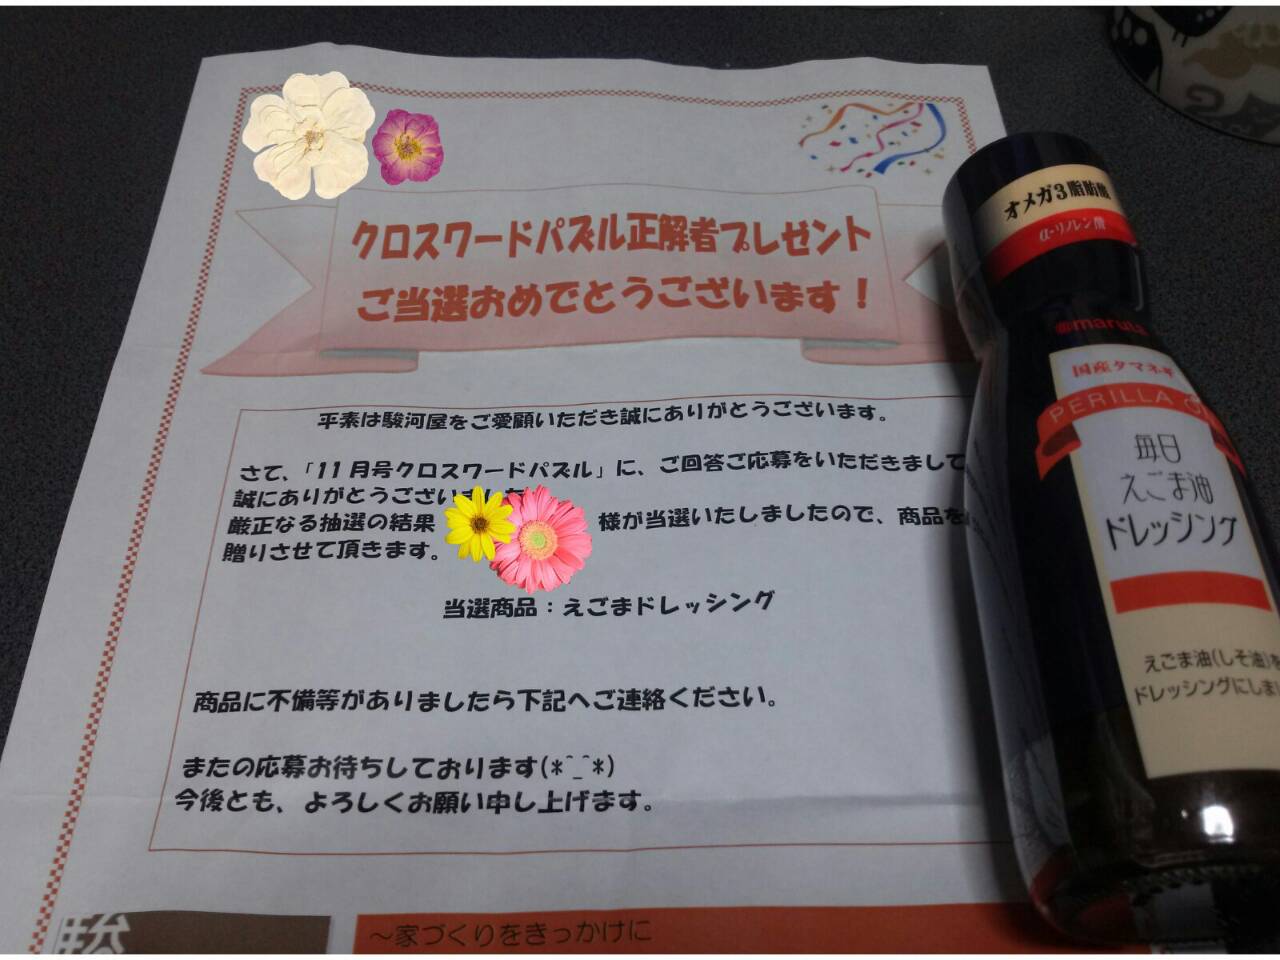 クロスワードパズル正解者プレゼント
ご当選おめでとうございます！
平素は駿河屋をご愛顧いただき誠にありがとうございます。
さて、「11月号クロスワードパズル」に、ご回答ご応募をいただきまして
誠にありがとうございました
厳正なる抽選の結果 様が当選いたしましたので、商品を
贈りさせて頂きます。
当選商品：えごまドレッシング
商品に不備等がありましたら下記へご連絡ください。
またの応募お待ちしております(*^_^*)
今後とも、よろしくお願い申し上げます。
駿
～家づくりをきっかけに
オメガ3脂肪酸
α-リノレン酸
maruta
国産タマネギ
PERILLA O
毎日
えごま油
ドレッシング
えごま油(しそ油)を
ドレッシングにしまし